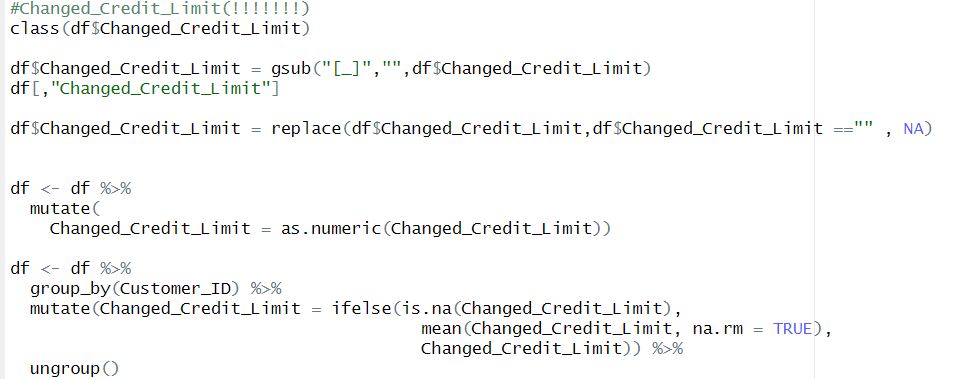 #Changed_Credit_Limit(!!!!!!!)
class(df$Changed_Credit_Limit)
df$Changed_Credit_Limit = gsub("[_]","",df$Changed_Credit_Limit)
df[,"Changed_Credit_Limit"]
df$Changed_Credit_Limit = replace(df$Changed_Credit_Limit,df$Changed_Credit_Limit =="" , NA)
df <- df %>%
  mutate(
    Changed_Credit_Limit = as.numeric(Changed_Credit_Limit))
df <- df %>%
  group_by(Customer_ID) %>%
  mutate(Changed_Credit_Limit = ifelse(is.na(Changed_Credit_Limit),
                                       mean(Changed_Credit_Limit, na.rm = TRUE),
                                       Changed_Credit_Limit)) %>%
  ungroup()